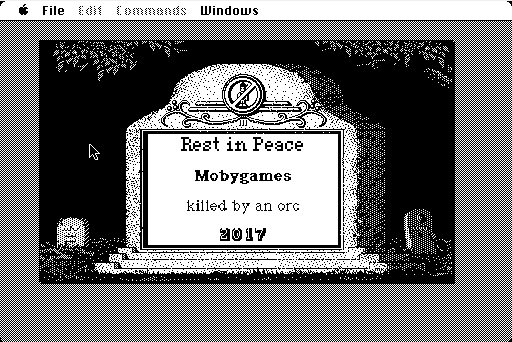 File Edit Commands Windows
Rest in Peace
Mobygames
killed by an orc
2017